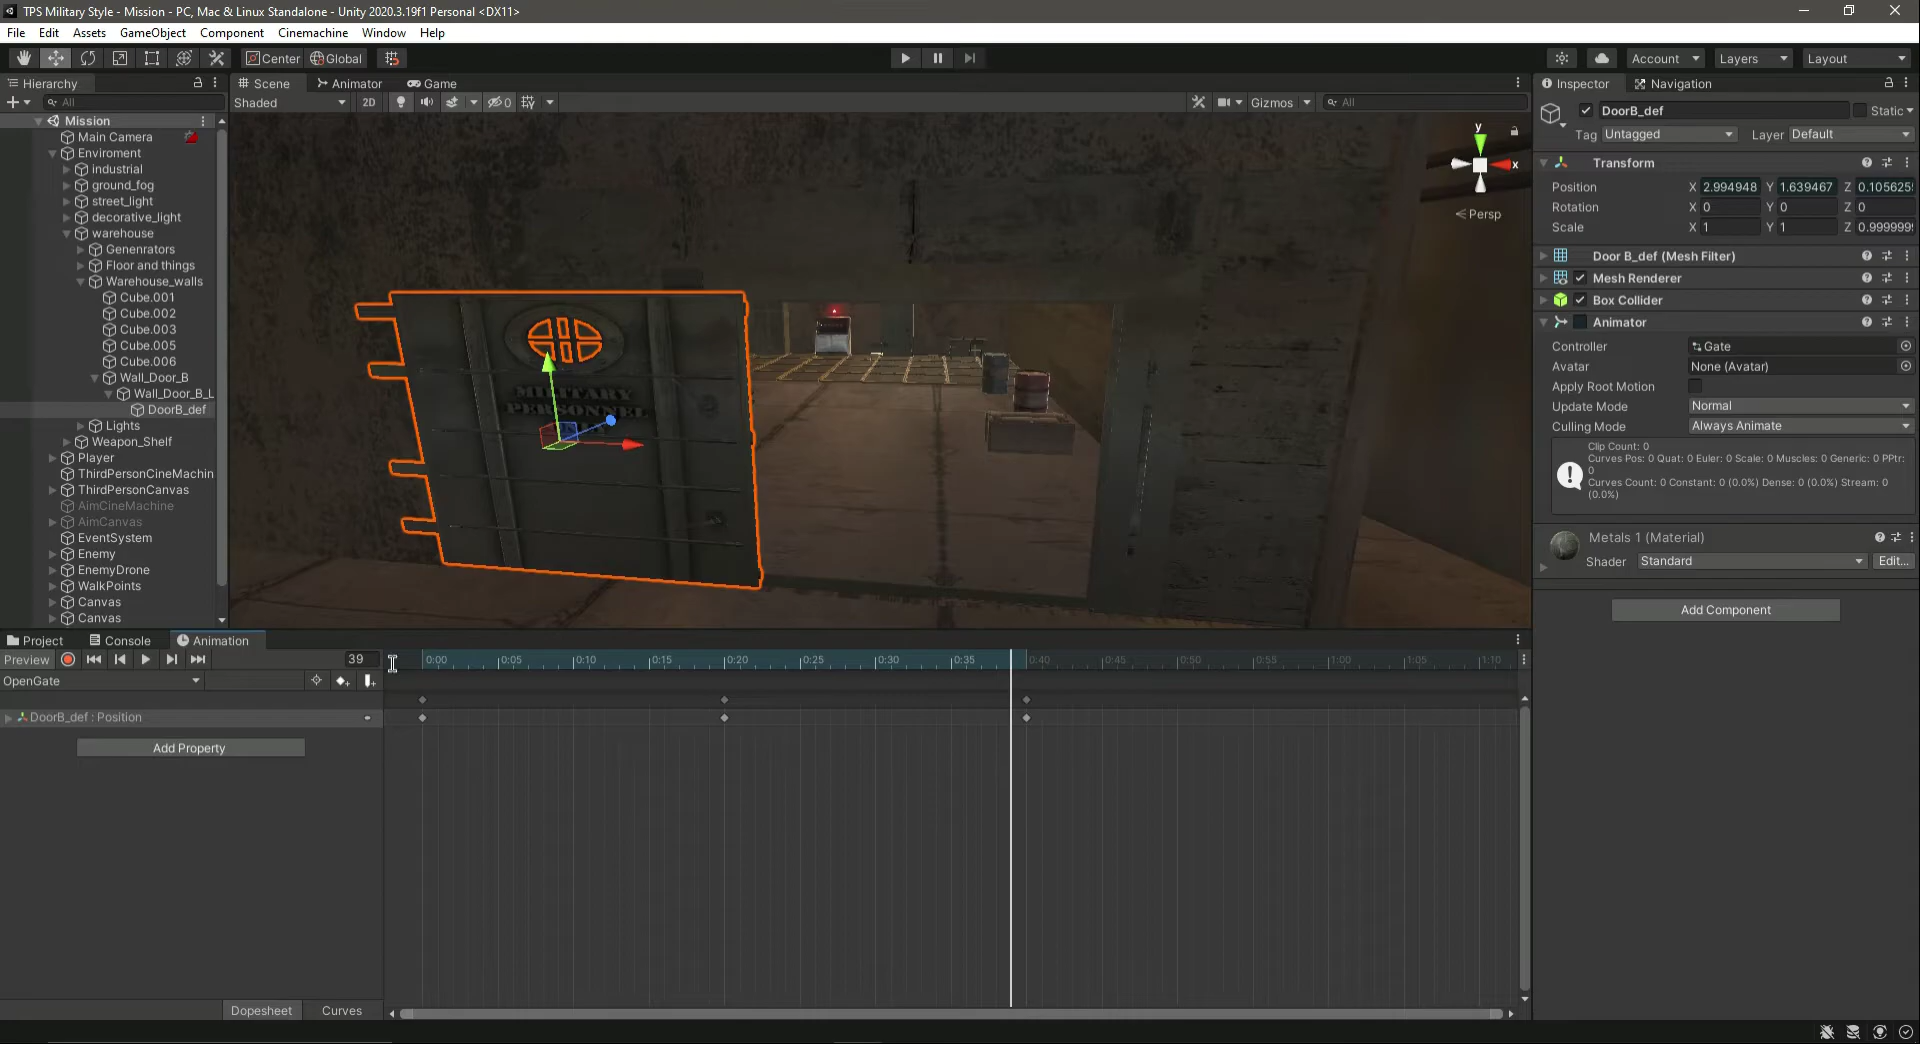 TPS Military Style - Mission - PC, Mac & Linux Standalone - Unity 2020.3.19f1 Personal <DX11>
File Edit Assets GameObject Component Cinemachine Window Help
Center Global Account Layers Layout
Hierarchy Scene Animator Game Inspector Navigation
All Shaded 2D 0 Gizmos All
Mission
Main Camera
Enviroment
industrial
ground_fog
street_light
decorative_light
warehouse
Genenrators
Floor and things
Warehouse_walls
Cube.001
Cube.002
Cube.003
Cube.005
Cube.006
Wall_Door_B
Wall_Door_B_L
DoorB_def
Lights
Weapon_Shelf
Player
ThirdPersonCineMachin
ThirdPersonCanvas
AimCineMachine
AimCanvas
EventSystem
Enemy
EnemyDrone
WalkPoints
Canvas
Canvas
y
x
Persp
MILITARY
PERSONNEL
DoorB_def Static
Tag Untagged Layer Default
Transform
Position X 2.994948 Y 1.639467 Z 0.1056255
Rotation X 0 Y 0 Z 0
Scale X 1 Y 1 Z 0.9999999
Door B_def (Mesh Filter)
Mesh Renderer
Box Collider
Animator
Controller Gate
Avatar None (Avatar)
Apply Root Motion
Update Mode Normal
Culling Mode Always Animate
Clip Count: 0
Curves Pos: 0 Quat: 0 Euler: 0 Scale: 0 Muscles: 0 Generic: 0 PPtr:
0
Curves Count: 0 Constant: 0 (0.0%) Dense: 0 (0.0%) Stream: 0
(0.0%)
Metals 1 (Material)
Shader Standard Edit...
Add Component
Project Console Animation
Preview 39 0:00 0:05 0:10 0:15 0:20 0:25 0:30 0:35 0:40 0:45 0:50 0:55 1:00 1:05 1:10
OpenGate
DoorB_def : Position
Add Property
Dopesheet Curves